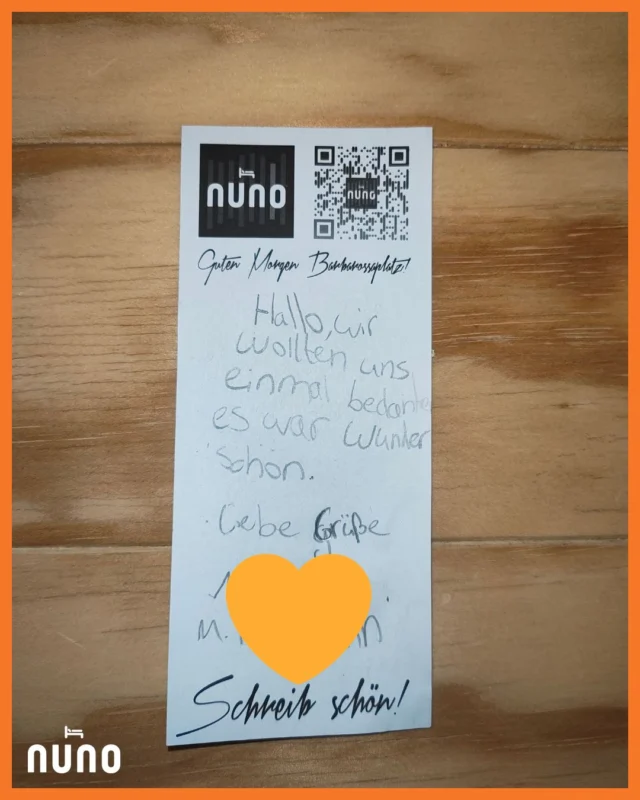 nuno
nuno
Guten Morgen Barbarossaplatz!
Hallo, wir
wollten uns
einmal bedanken
es war wunder
schön.
Liebe Grüße
M.
Schreib schön!
nuno